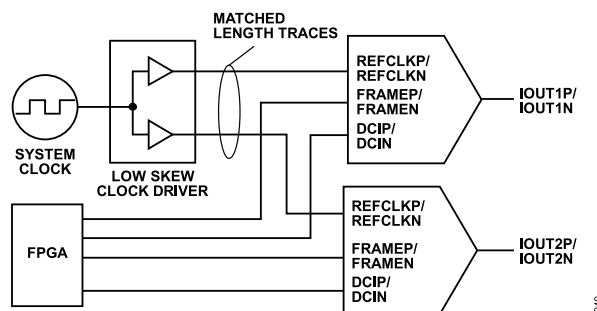 MATCHED
LENGTH TRACES
REFCLKP/
REFCLKN
FRAMEP/
FRAMEN
DCIP/
DCIN
IOUT1P/
IOUT1N
SYSTEM
CLOCK
LOW SKEW
CLOCK DRIVER
FPGA
REFCLKP/
REFCLKN
FRAMEP/
FRAMEN
DCIP/
DCIN
IOUT2P/
IOUT2N